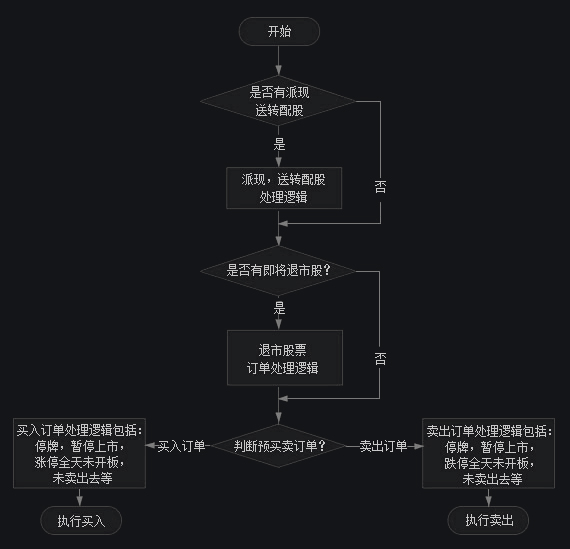 开始
是否有派现
送转配股
是
否
派现，送转配股
处理逻辑
是否有即将退市股？
是
否
退市股票
订单处理逻辑
判断预买卖订单？
买入订单
卖出订单
买入订单处理逻辑包括：
停牌，暂停上市，
涨停全天未开板，
未卖出去等
卖出订单处理逻辑包括：
停牌，暂停上市，
跌停全天未开板，
未卖出去等
执行买入
执行卖出